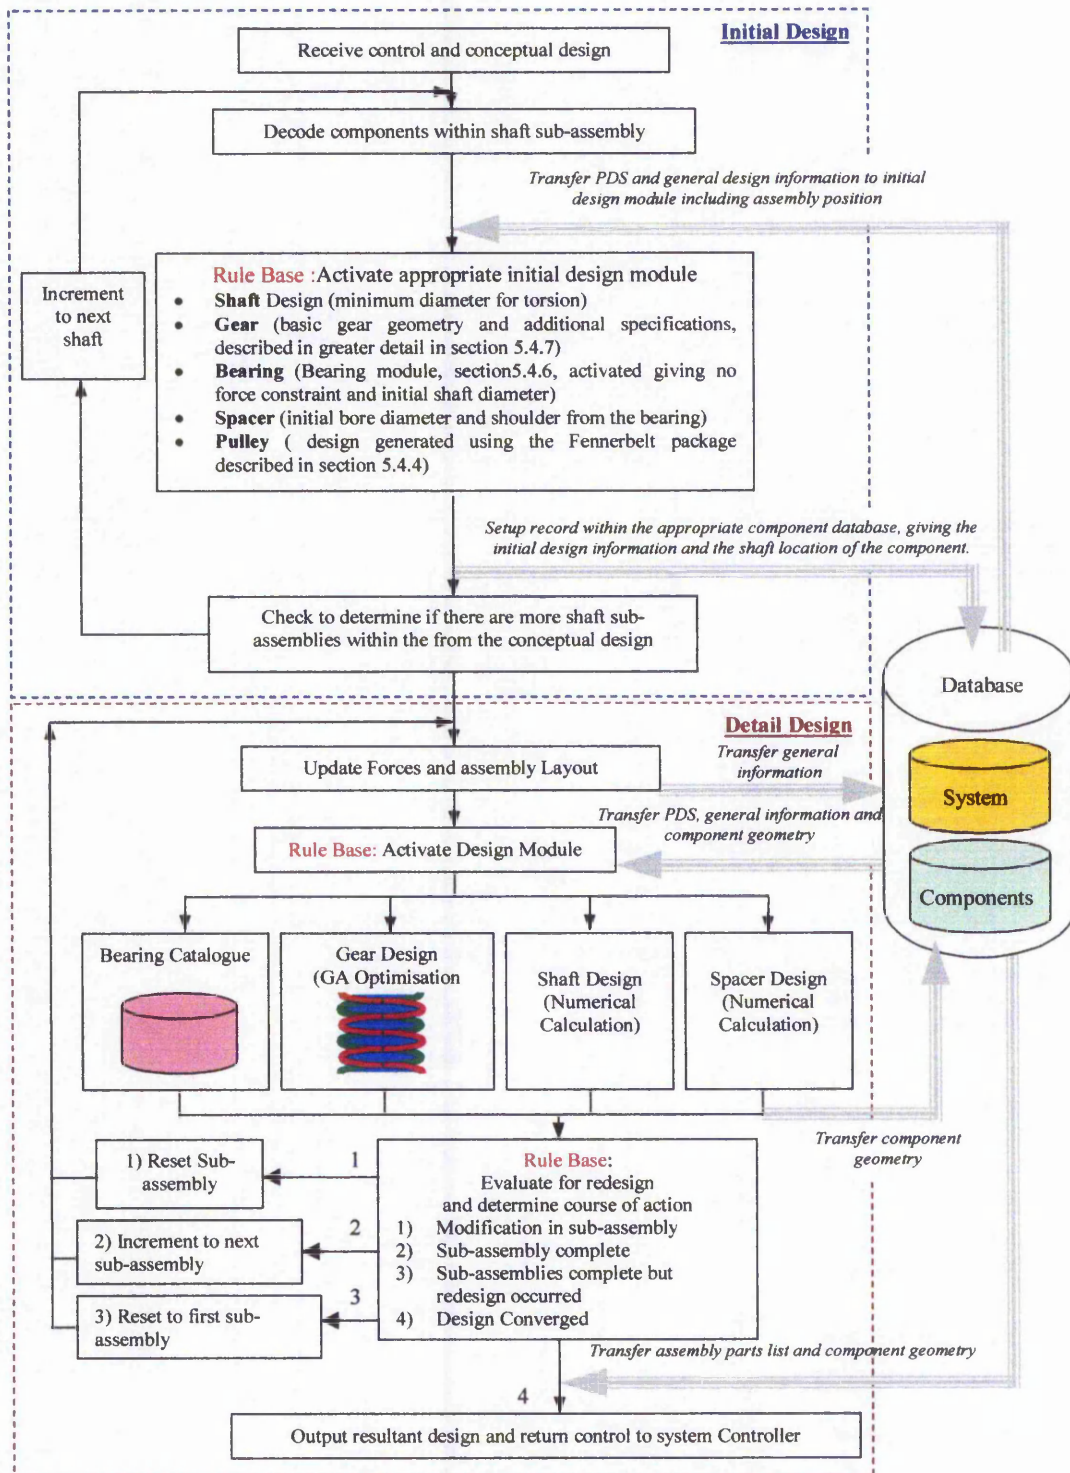 Initial Design
Receive control and conceptual design
Decode components within shaft sub-assembly
Transfer PDS and general design information to initial
design module including assembly position
Increment
to next
shaft
Rule Base :Activate appropriate initial design module
• Shaft Design (minimum diameter for torsion)
• Gear (basic gear geometry and additional specifications,
described in greater detail in section 5.4.7)
• Bearing (Bearing module, section5.4.6, activated giving no
force constraint and initial shaft diameter)
• Spacer (initial bore diameter and shoulder from the bearing)
• Pulley ( design generated using the Fennerbelt package
described in section 5.4.4)
Setup record within the appropriate component database, giving the
initial design information and the shaft location of the component.
Check to determine if there are more shaft sub-
assemblies within the from the conceptual design
Database
System
Components
Detail Design
Update Forces and assembly Layout
Transfer general
information
Transfer PDS, general information and
component geometry
Rule Base: Activate Design Module
Bearing Catalogue
Gear Design
(GA Optimisation
Shaft Design
(Numerical
Calculation)
Spacer Design
(Numerical
Calculation)
Transfer component
geometry
1) Reset Sub-
assembly
1
2) Increment to next
sub-assembly
2
3) Reset to first sub-
assembly
3
Rule Base:
Evaluate for redesign
and determine course of action
1) Modification in sub-assembly
2) Sub-assembly complete
3) Sub-assemblies complete but
redesign occurred
4) Design Converged
Transfer assembly parts list and component geometry
4
Output resultant design and return control to system Controller